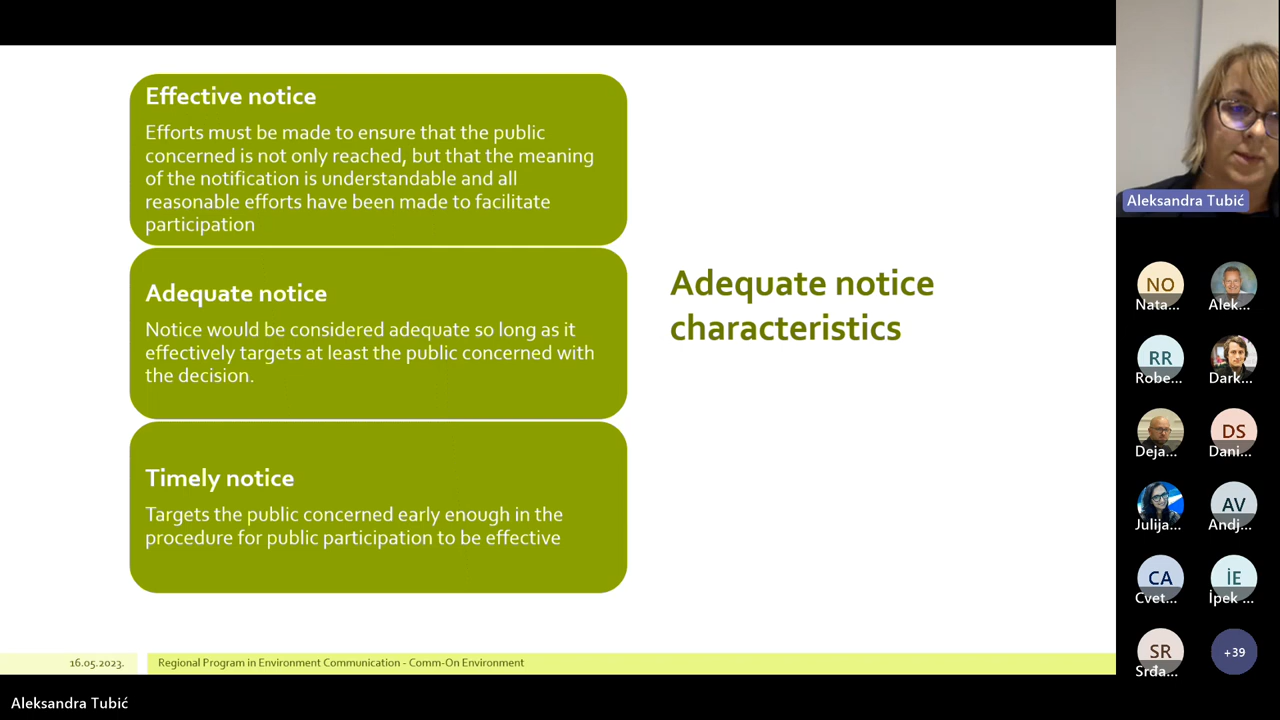 Effective notice
Efforts must be made to ensure that the public
concerned is not only reached, but that the meaning
of the notification is understandable and all
reasonable efforts have been made to facilitate
participation
Adequate notice
Notice would be considered adequate so long as it
effectively targets at least the public concerned with
the decision.
Timely notice
Targets the public concerned early enough in the
procedure for public participation to be effective
Adequate notice
characteristics
16.05.2023.
Regional Program in Environment Communication - Comm-On Environment
Aleksandra Tubić
Aleksandra Tubić
NO
Nata...
Alek...
RR
Robe...
Dark...
Deja...
DS
Dani...
Julija...
AV
Andj...
CA
Cvet...
İE
İpek ...
SR
Srđa...
+39